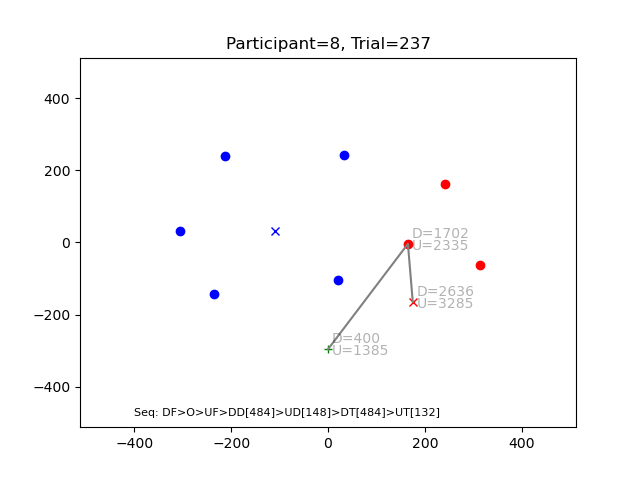 Participant=8, Trial=237
400
200
0
−200
−400
D=1702
U=2335
D=2636
U=3285
D=400
U=1385
Seq: DF>O>UF>DD[484]>UD[148]>DT[484]>UT[132]
−400 −200 0 200 400